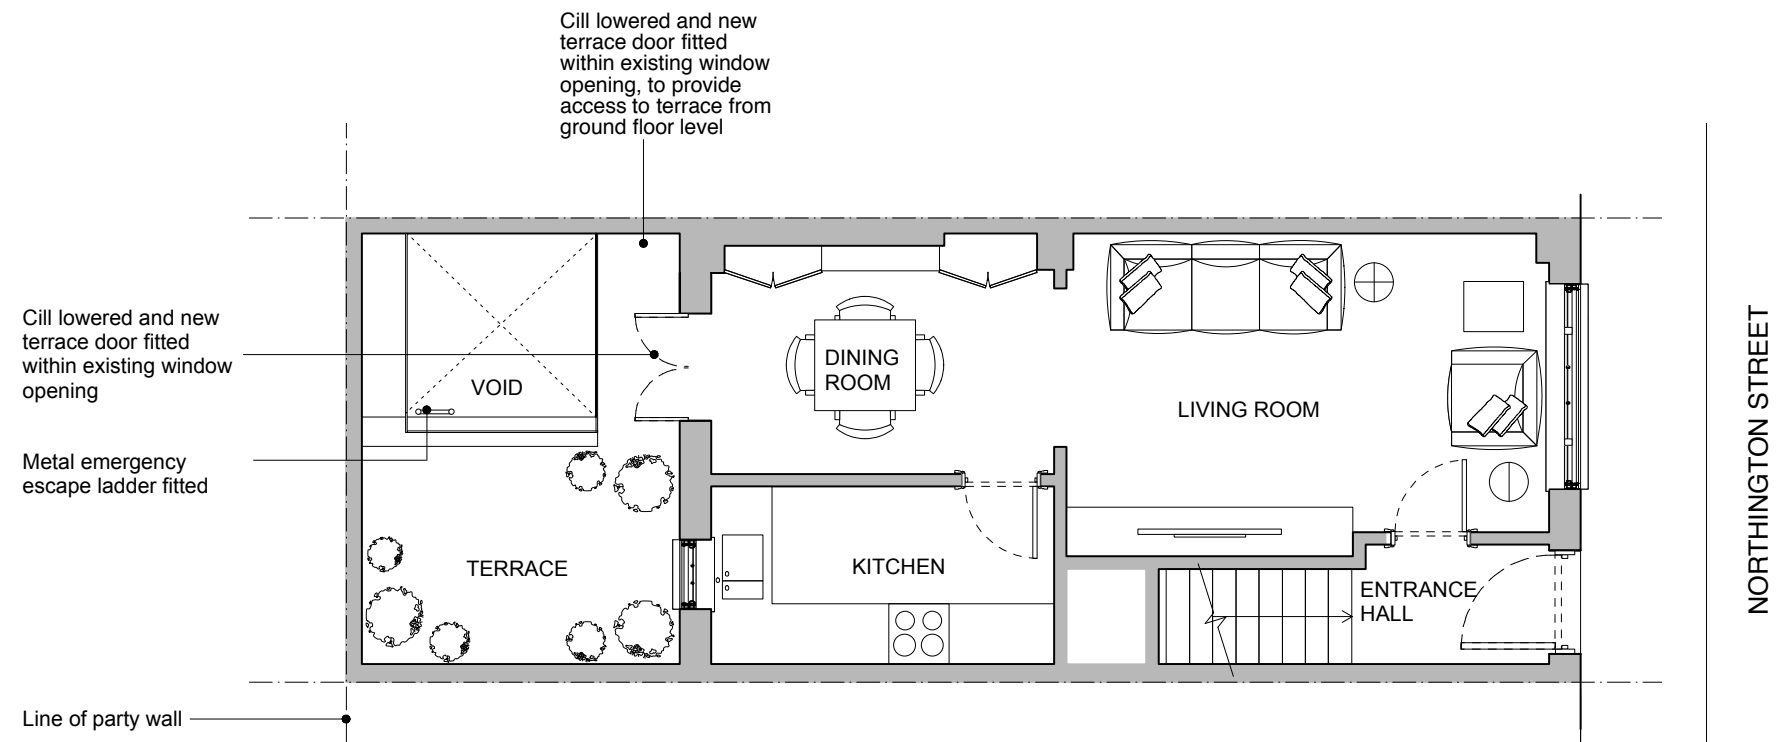 Cill lowered and new
terrace door fitted
within existing window
opening, to provide
access to terrace from
ground floor level
Cill lowered and new
terrace door fitted
within existing window
opening
VOID
DINING
ROOM
LIVING ROOM
NORTHINGTON STREET
Metal emergency
escape ladder fitted
TERRACE
KITCHEN
ENTRANCE
HALL
Line of party wall